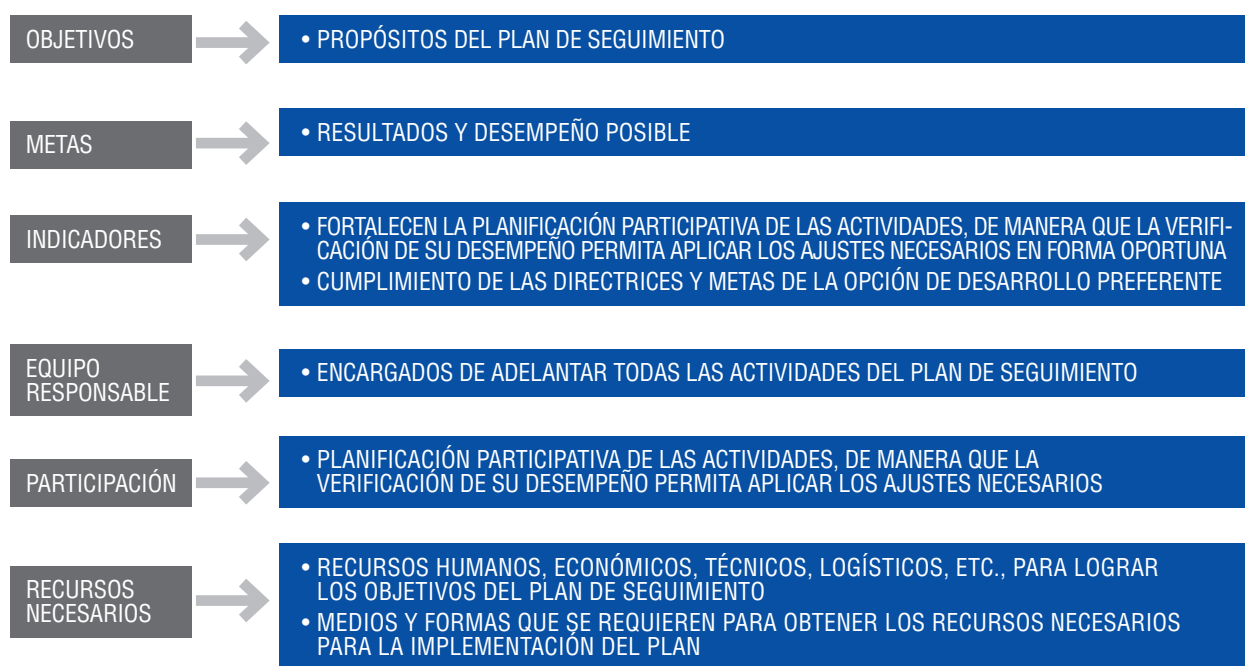 OBJETIVOS
• PROPÓSITOS DEL PLAN DE SEGUIMIENTO
METAS
• RESULTADOS Y DESEMPEÑO POSIBLE
INDICADORES
• FORTALECEN LA PLANIFICACIÓN PARTICIPATIVA DE LAS ACTIVIDADES, DE MANERA QUE LA VERIFI-
CACIÓN DE SU DESEMPEÑO PERMITA APLICAR LOS AJUSTES NECESARIOS EN FORMA OPORTUNA
• CUMPLIMIENTO DE LAS DIRECTRICES Y METAS DE LA OPCIÓN DE DESARROLLO PREFERENTE
EQUIPO
RESPONSABLE
• ENCARGADOS DE ADELANTAR TODAS LAS ACTIVIDADES DEL PLAN DE SEGUIMIENTO
PARTICIPACIÓN
• PLANIFICACIÓN PARTICIPATIVA DE LAS ACTIVIDADES, DE MANERA QUE LA
VERIFICACIÓN DE SU DESEMPEÑO PERMITA APLICAR LOS AJUSTES NECESARIOS
RECURSOS
NECESARIOS
• RECURSOS HUMANOS, ECONÓMICOS, TÉCNICOS, LOGÍSTICOS, ETC., PARA LOGRAR
LOS OBJETIVOS DEL PLAN DE SEGUIMIENTO
• MEDIOS Y FORMAS QUE SE REQUIEREN PARA OBTENER LOS RECURSOS NECESARIOS
PARA LA IMPLEMENTACIÓN DEL PLAN